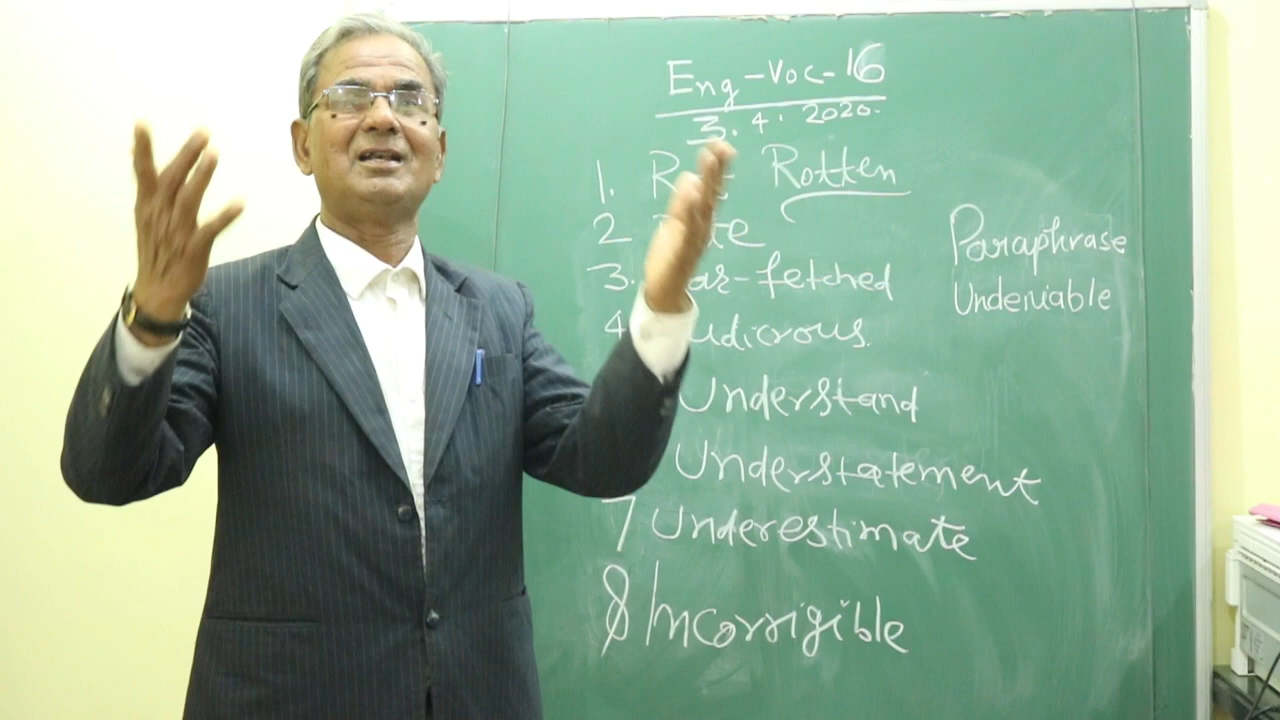 Eng-Voc-16
3. 4. 2020.
1. Rotten
2
3. -fetched
4
Understand
Understatement
7 Underestimate
8 Incorrigible
Paraphrase
Undeniable